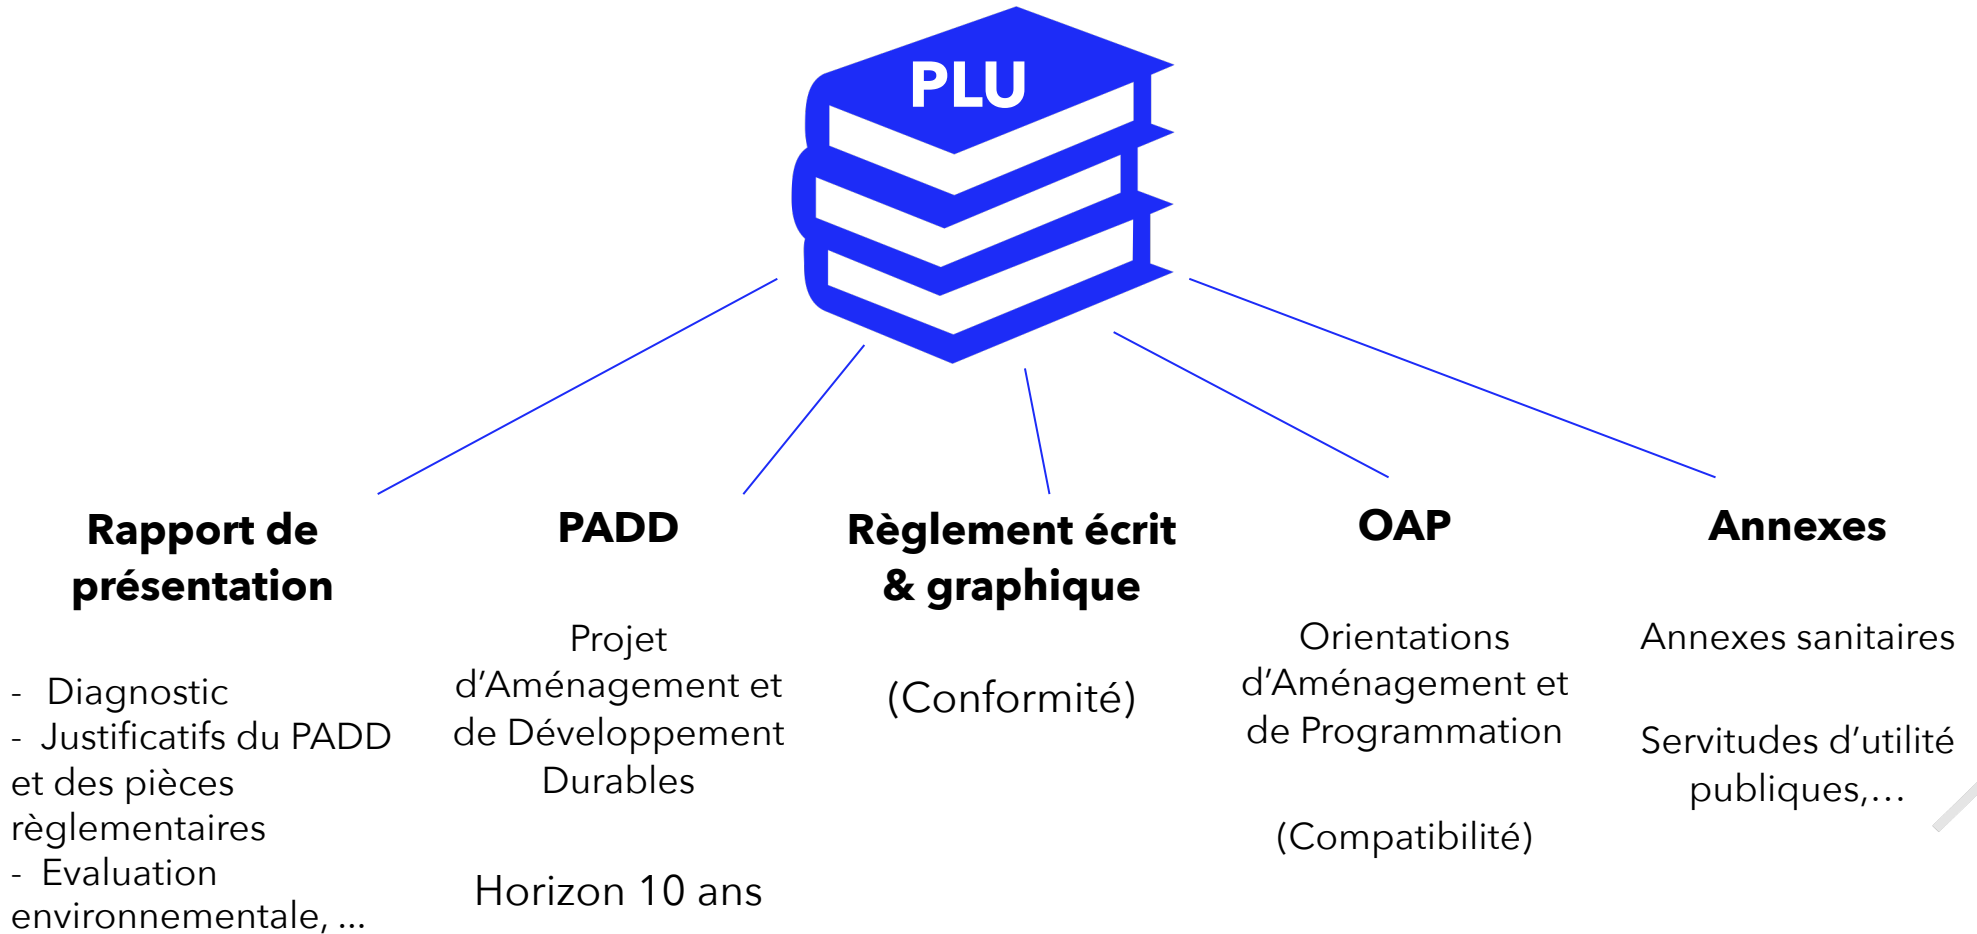 PLU
Rapport de
présentation
- Diagnostic
- Justificatifs du PADD
et des pièces
règlementaires
- Evaluation
environnementale, ...
PADD
Projet
d’Aménagement et
de Développement
Durables
Horizon 10 ans
Règlement écrit
& graphique
(Conformité)
OAP
Orientations
d’Aménagement et
de Programmation
(Compatibilité)
Annexes
Annexes sanitaires
Servitudes d’utilité
publiques,…